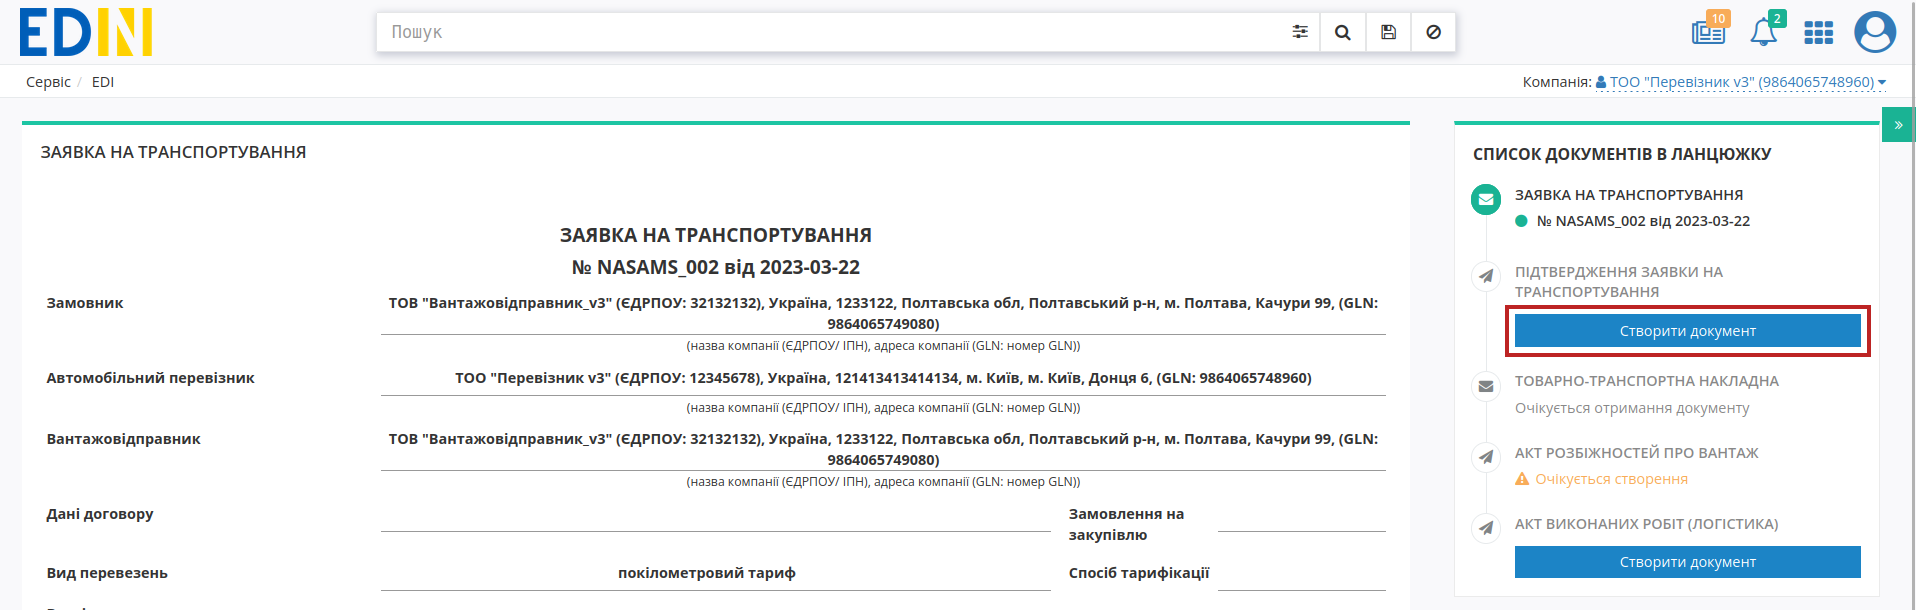 EDIN
Пошук
10
2
Сервіс / EDI
Компанія: ТОО "Перевізник v3" (9864065748960)
ЗАЯВКА НА ТРАНСПОРТУВАННЯ
ЗАЯВКА НА ТРАНСПОРТУВАННЯ
№ NASAMS_002 від 2023-03-22
Замовник
ТОВ "Вантажовідправник_v3" (ЄДРПОУ: 32132132), Україна, 1233122, Полтавська обл, Полтавський р-н, м. Полтава, Качури 99, (GLN:
9864065749080)
(назва компанії (ЄДРПОУ/ ІПН), адреса компанії (GLN: номер GLN))
Автомобільний перевізник
ТОО "Перевізник v3" (ЄДРПОУ: 12345678), Україна, 121413413414134, м. Київ, м. Київ, Донця 6, (GLN: 9864065748960)
(назва компанії (ЄДРПОУ/ ІПН), адреса компанії (GLN: номер GLN))
Вантажовідправник
ТОВ "Вантажовідправник_v3" (ЄДРПОУ: 32132132), Україна, 1233122, Полтавська обл, Полтавський р-н, м. Полтава, Качури 99, (GLN:
9864065749080)
(назва компанії (ЄДРПОУ/ ІПН), адреса компанії (GLN: номер GLN))
Дані договору
Замовлення на
закупівлю
Вид перевезень
покілометровий тариф
Спосіб тарифікації
»
СПИСОК ДОКУМЕНТІВ В ЛАНЦЮЖКУ
ЗАЯВКА НА ТРАНСПОРТУВАННЯ
№ NASAMS_002 від 2023-03-22
ПІДТВЕРДЖЕННЯ ЗАЯВКИ НА
ТРАНСПОРТУВАННЯ
Створити документ
ТОВАРНО-ТРАНСПОРТНА НАКЛАДНА
Очікується отримання документу
АКТ РОЗБІЖНОСТЕЙ ПРО ВАНТАЖ
Очікується створення
АКТ ВИКОНАНИХ РОБІТ (ЛОГІСТИКА)
Створити документ